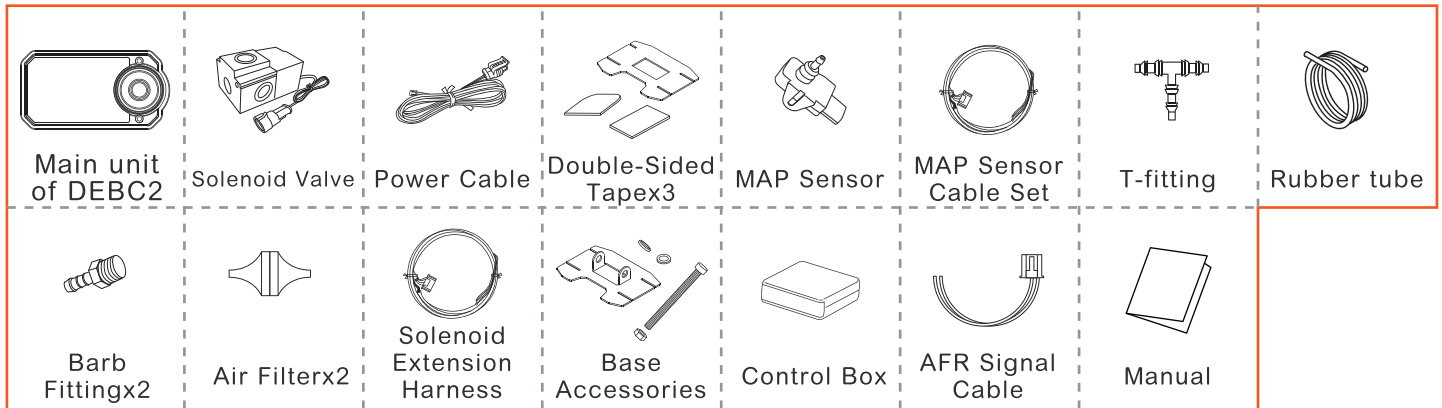 Main unit
of DEBC2
Solenoid Valve
Power Cable
Double-Sided
Tapex3
MAP Sensor
MAP Sensor
Cable Set
T-fitting
Rubber tube
Barb
Fittingx2
Air Filterx2
Solenoid
Extension
Harness
Base
Accessories
Control Box
AFR Signal
Cable
Manual